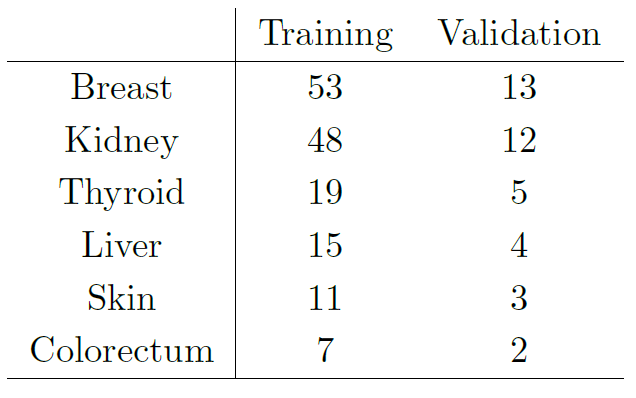 Training Validation
Breast 53 13
Kidney 48 12
Thyroid 19 5
Liver 15 4
Skin 11 3
Colorectum 7 2